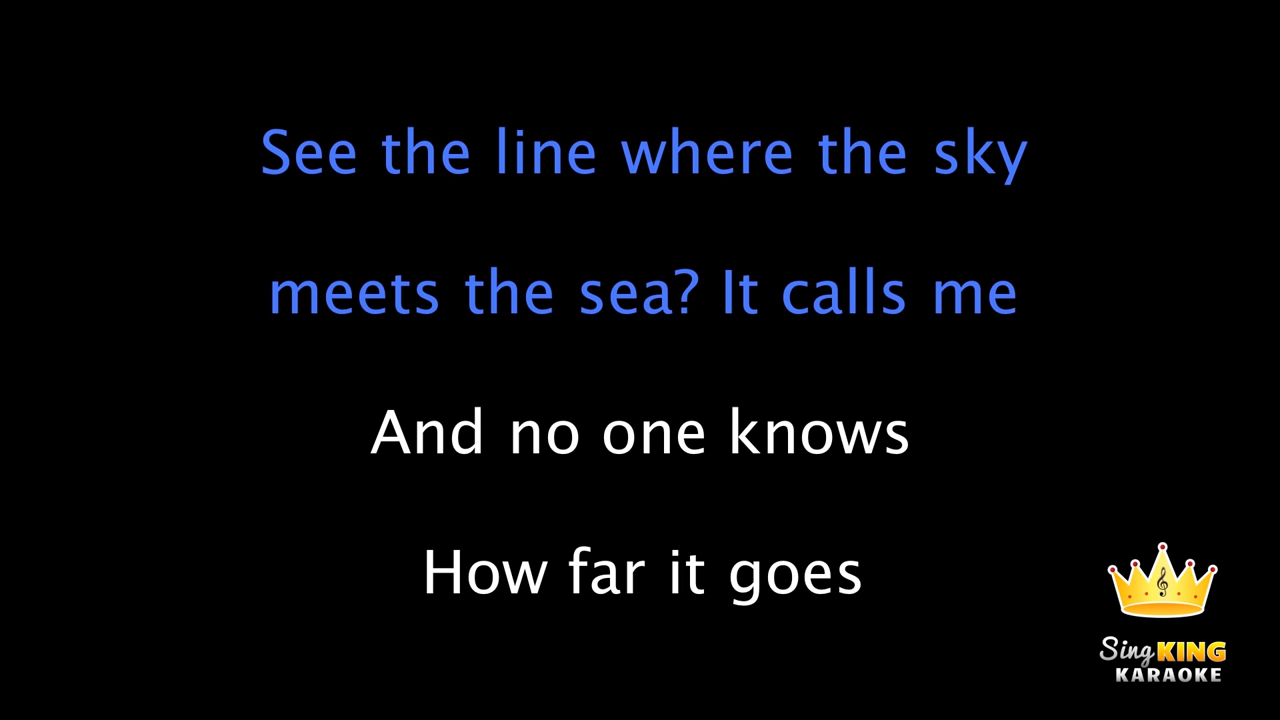 See the line where the sky
meets the sea? It calls me
And no one knows
How far it goes
Sing KING
KARAOKE